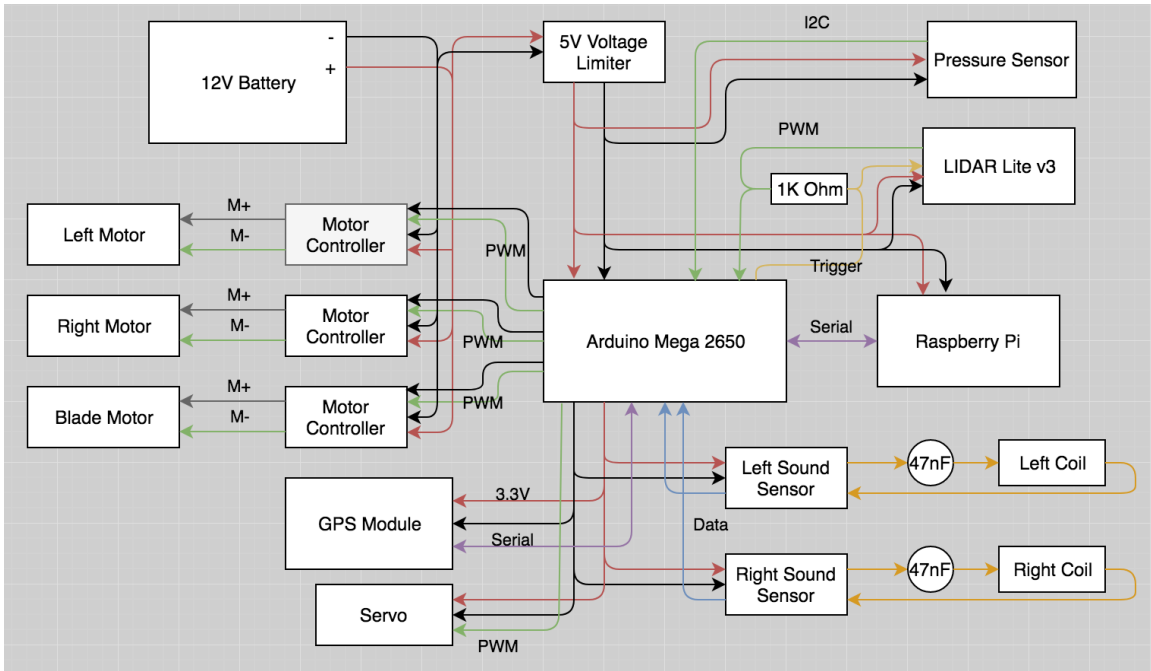 I2C
-
+
12V Battery
5V Voltage
Limiter
Pressure Sensor
PWM
LIDAR Lite v3
1K Ohm
Left Motor
M+
M-
Motor
Controller
PWM
Trigger
Right Motor
M+
M-
Motor
Controller
PWM
Arduino Mega 2650
Serial
Raspberry Pi
Blade Motor
M+
M-
Motor
Controller
PWM
Left Sound
Sensor
47nF
Left Coil
GPS Module
3.3V
Serial
Data
Right Sound
Sensor
47nF
Right Coil
Servo
PWM